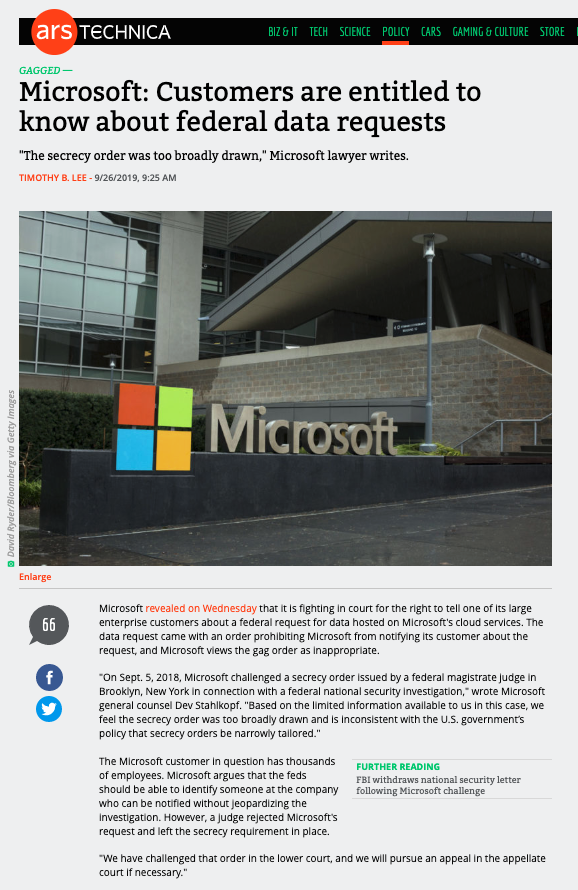 ars TECHNICA
BIZ & IT TECH SCIENCE POLICY CARS GAMING & CULTURE STORE
GAGGED —
Microsoft: Customers are entitled to
know about federal data requests
"The secrecy order was too broadly drawn," Microsoft lawyer writes.
TIMOTHY B. LEE - 9/26/2019, 9:25 AM
Microsoft
David Ryder/Bloomberg via Getty Images
Enlarge
66
Microsoft revealed on Wednesday that it is fighting in court for the right to tell one of its large
enterprise customers about a federal request for data hosted on Microsoft's cloud services. The
data request came with an order prohibiting Microsoft from notifying its customer about the
request, and Microsoft views the gag order as inappropriate.
"On Sept. 5, 2018, Microsoft challenged a secrecy order issued by a federal magistrate judge in
Brooklyn, New York in connection with a federal national security investigation," wrote Microsoft
general counsel Dev Stahlkopf. "Based on the limited information available to us in this case, we
feel the secrecy order was too broadly drawn and is inconsistent with the U.S. government's
policy that secrecy orders be narrowly tailored."
The Microsoft customer in question has thousands
of employees. Microsoft argues that the feds
should be able to identify someone at the company
who can be notified without jeopardizing the
investigation. However, a judge rejected Microsoft's
request and left the secrecy requirement in place.
FURTHER READING
FBI withdraws national security letter
following Microsoft challenge
"We have challenged that order in the lower court, and we will pursue an appeal in the appellate
court if necessary."